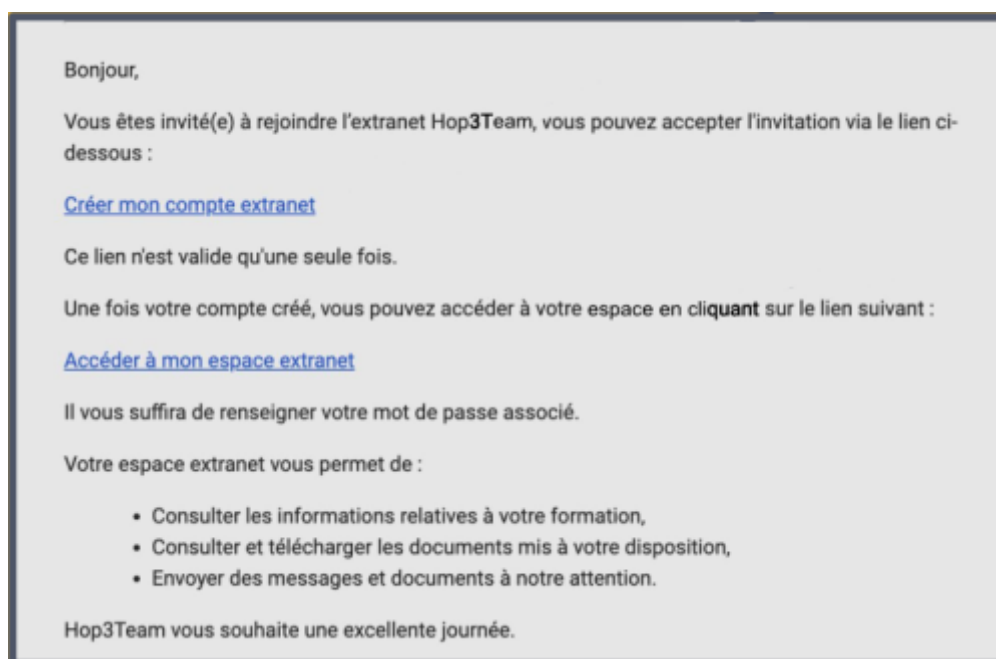 Bonjour,
Vous êtes invité(e) à rejoindre l'extranet Hop3Team, vous pouvez accepter l'invitation via le lien ci-
dessous :
Créer mon compte extranet
Ce lien n'est valide qu'une seule fois.
Une fois votre compte créé, vous pouvez accéder à votre espace en cliquant sur le lien suivant :
Accéder à mon espace extranet
Il vous suffira de renseigner votre mot de passe associé.
Votre espace extranet vous permet de :
• Consulter les informations relatives à votre formation,
• Consulter et télécharger les documents mis à votre disposition,
• Envoyer des messages et documents à notre attention.
Hop3Team vous souhaite une excellente journée.